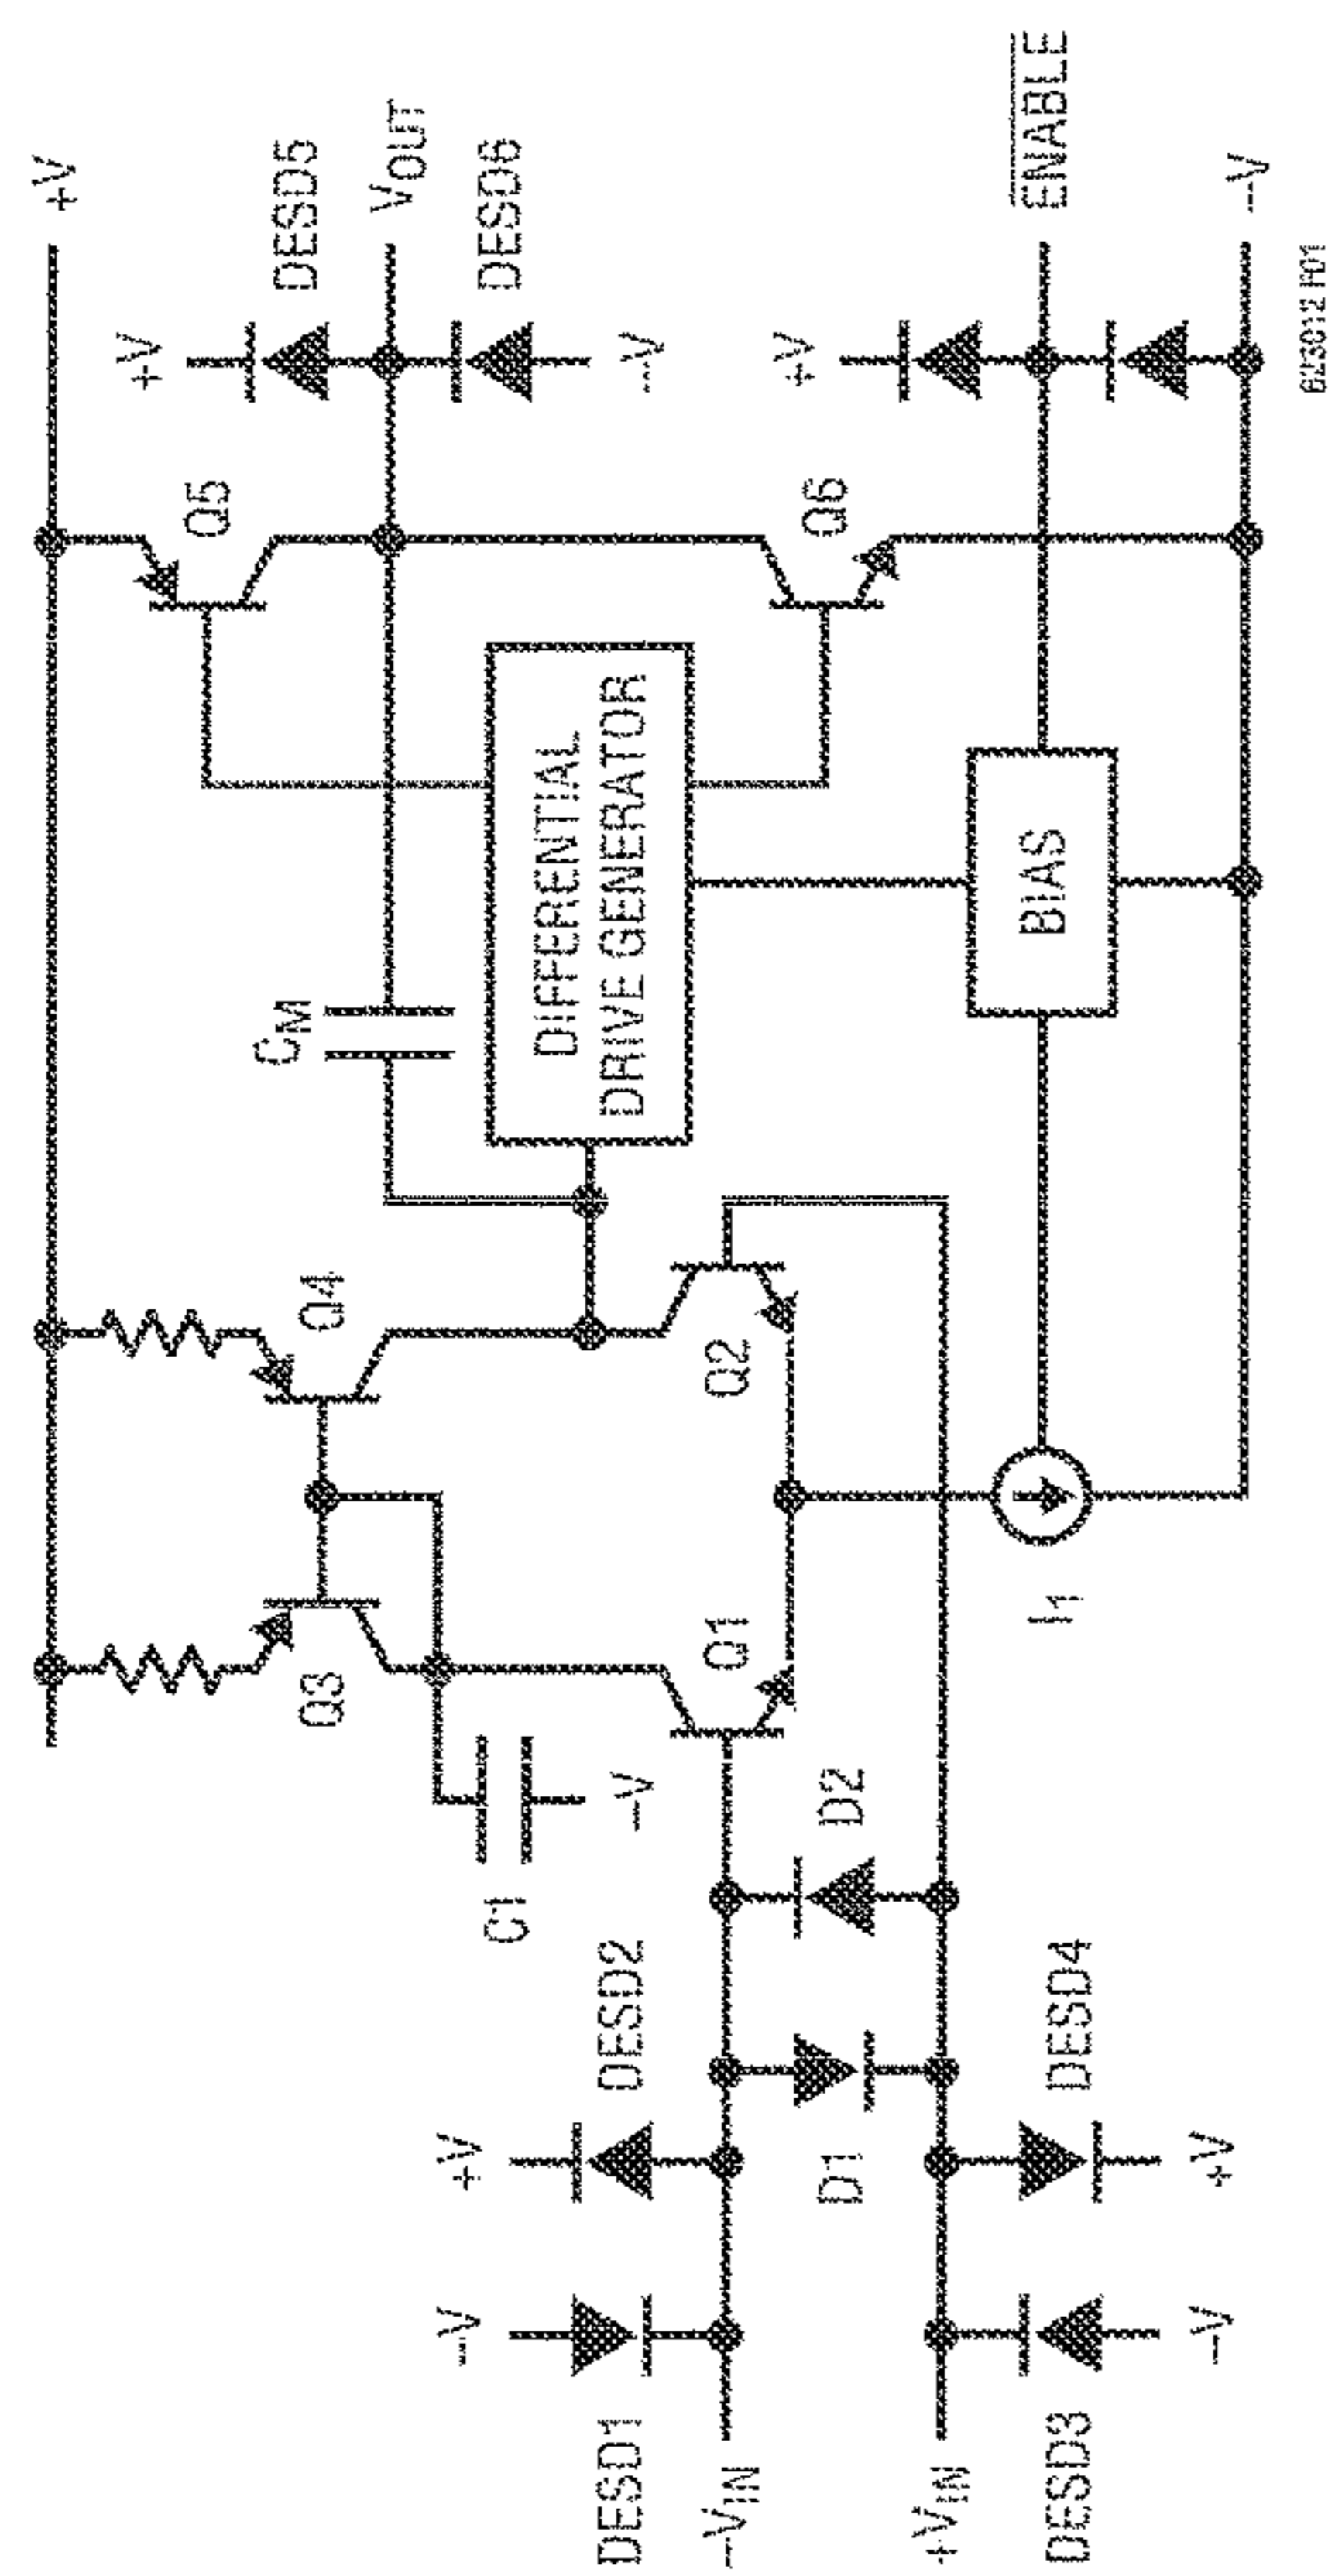 +V
Q5
+V
DESD5
VOUT
DESD6
–V
CM
Q4
Q3
DIFFERENTIAL
DRIVE GENERATOR
C1
–V
Q1
Q2
Q6
+V
ENABLE
BIAS
I1
–V
–V
+V
DESD1
DESD2
–VIN
D1
D2
+VIN
DESD3
DESD4
–V
+V
623012 F01